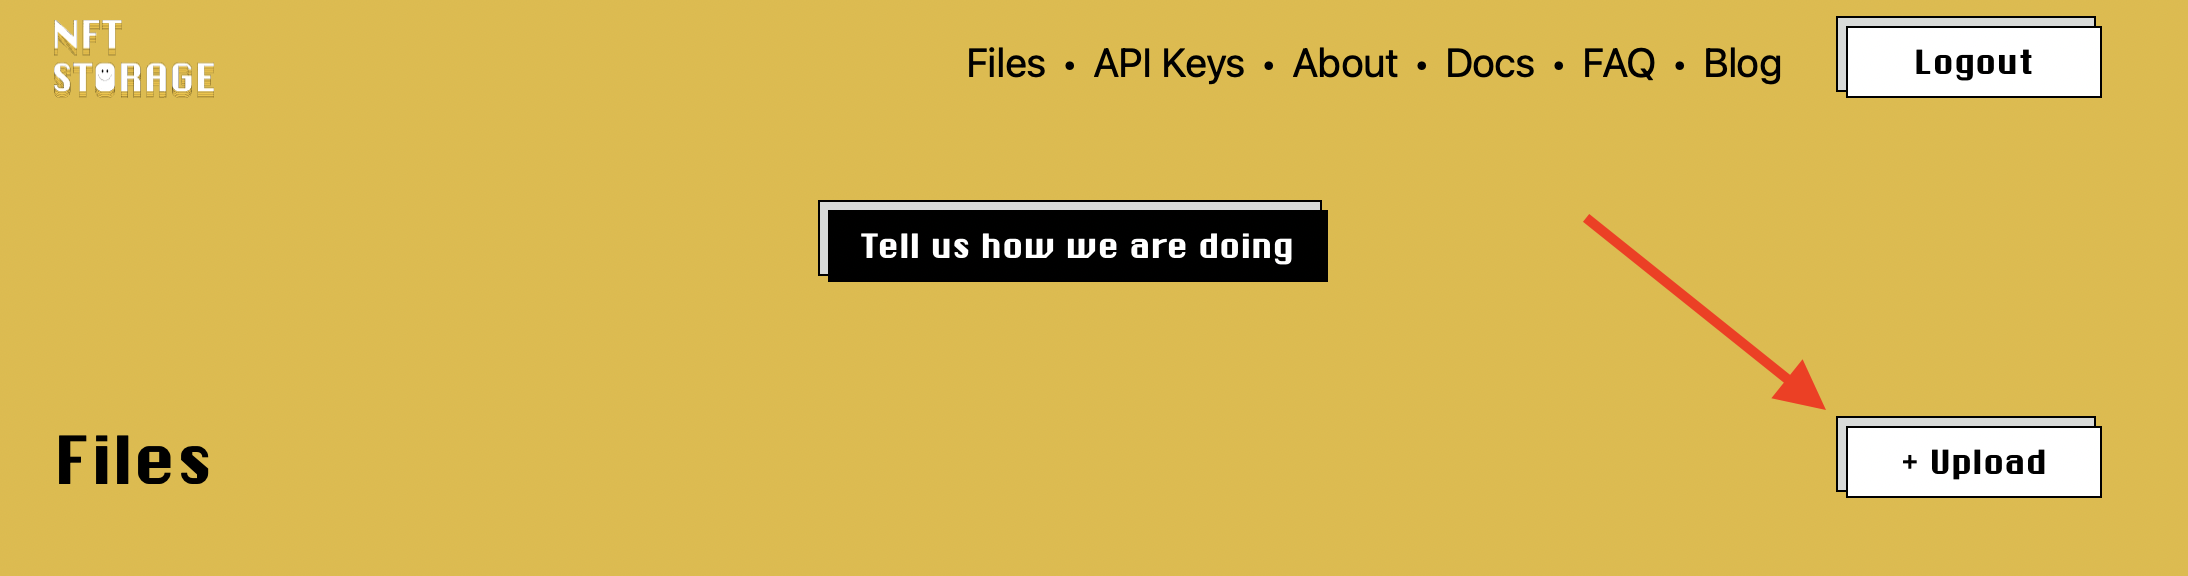 NFT
STORAGE
Files • API Keys • About • Docs • FAQ • Blog
Logout
Tell us how we are doing
Files
+ Upload